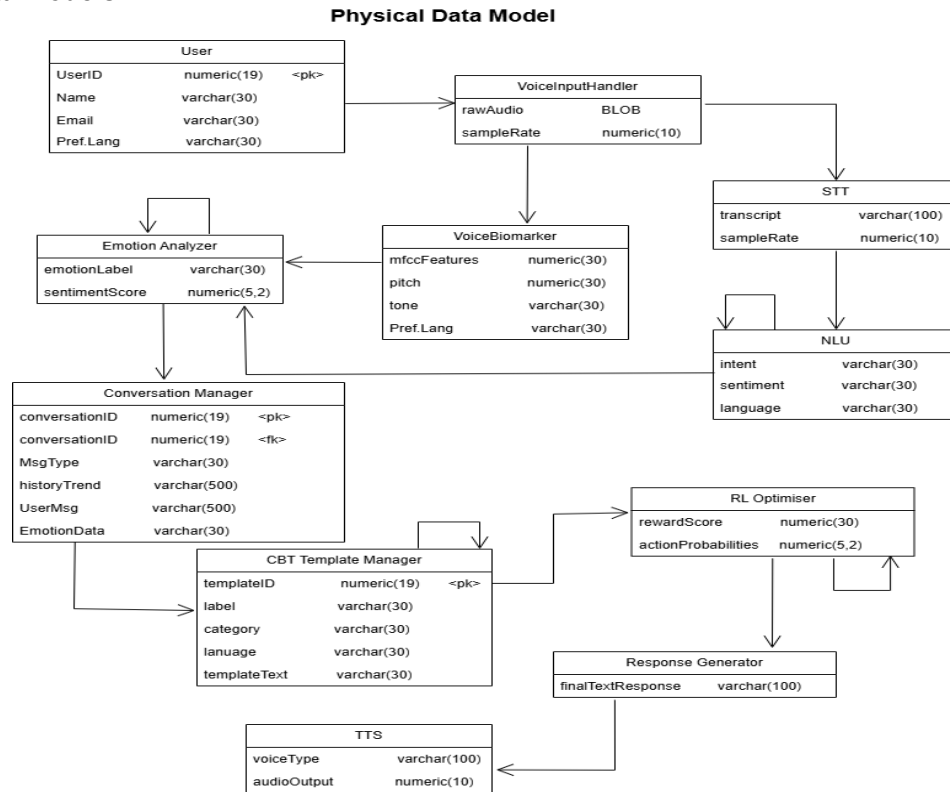 Physical Data Model
User
UserID numeric(19) <pk>
Name varchar(30)
Email varchar(30)
Pref.Lang varchar(30)
VoiceInputHandler
rawAudio BLOB
sampleRate numeric(10)
STT
transcript varchar(100)
sampleRate numeric(10)
Emotion Analyzer
emotionLabel varchar(30)
sentimentScore numeric(5,2)
VoiceBiomarker
mfccFeatures numeric(30)
pitch numeric(30)
tone varchar(30)
Pref.Lang varchar(30)
NLU
intent varchar(30)
sentiment varchar(30)
language varchar(30)
Conversation Manager
conversationID numeric(19) <pk>
conversationID numeric(19) <fk>
MsgType varchar(30)
historyTrend varchar(500)
UserMsg varchar(500)
EmotionData varchar(30)
RL Optimiser
rewardScore numeric(30)
actionProbabilities numeric(5,2)
CBT Template Manager
templateID numeric(19) <pk>
label varchar(30)
category varchar(30)
lanuage varchar(30)
templateText varchar(30)
Response Generator
finalTextResponse varchar(100)
TTS
voiceType varchar(100)
audioOutput numeric(10)